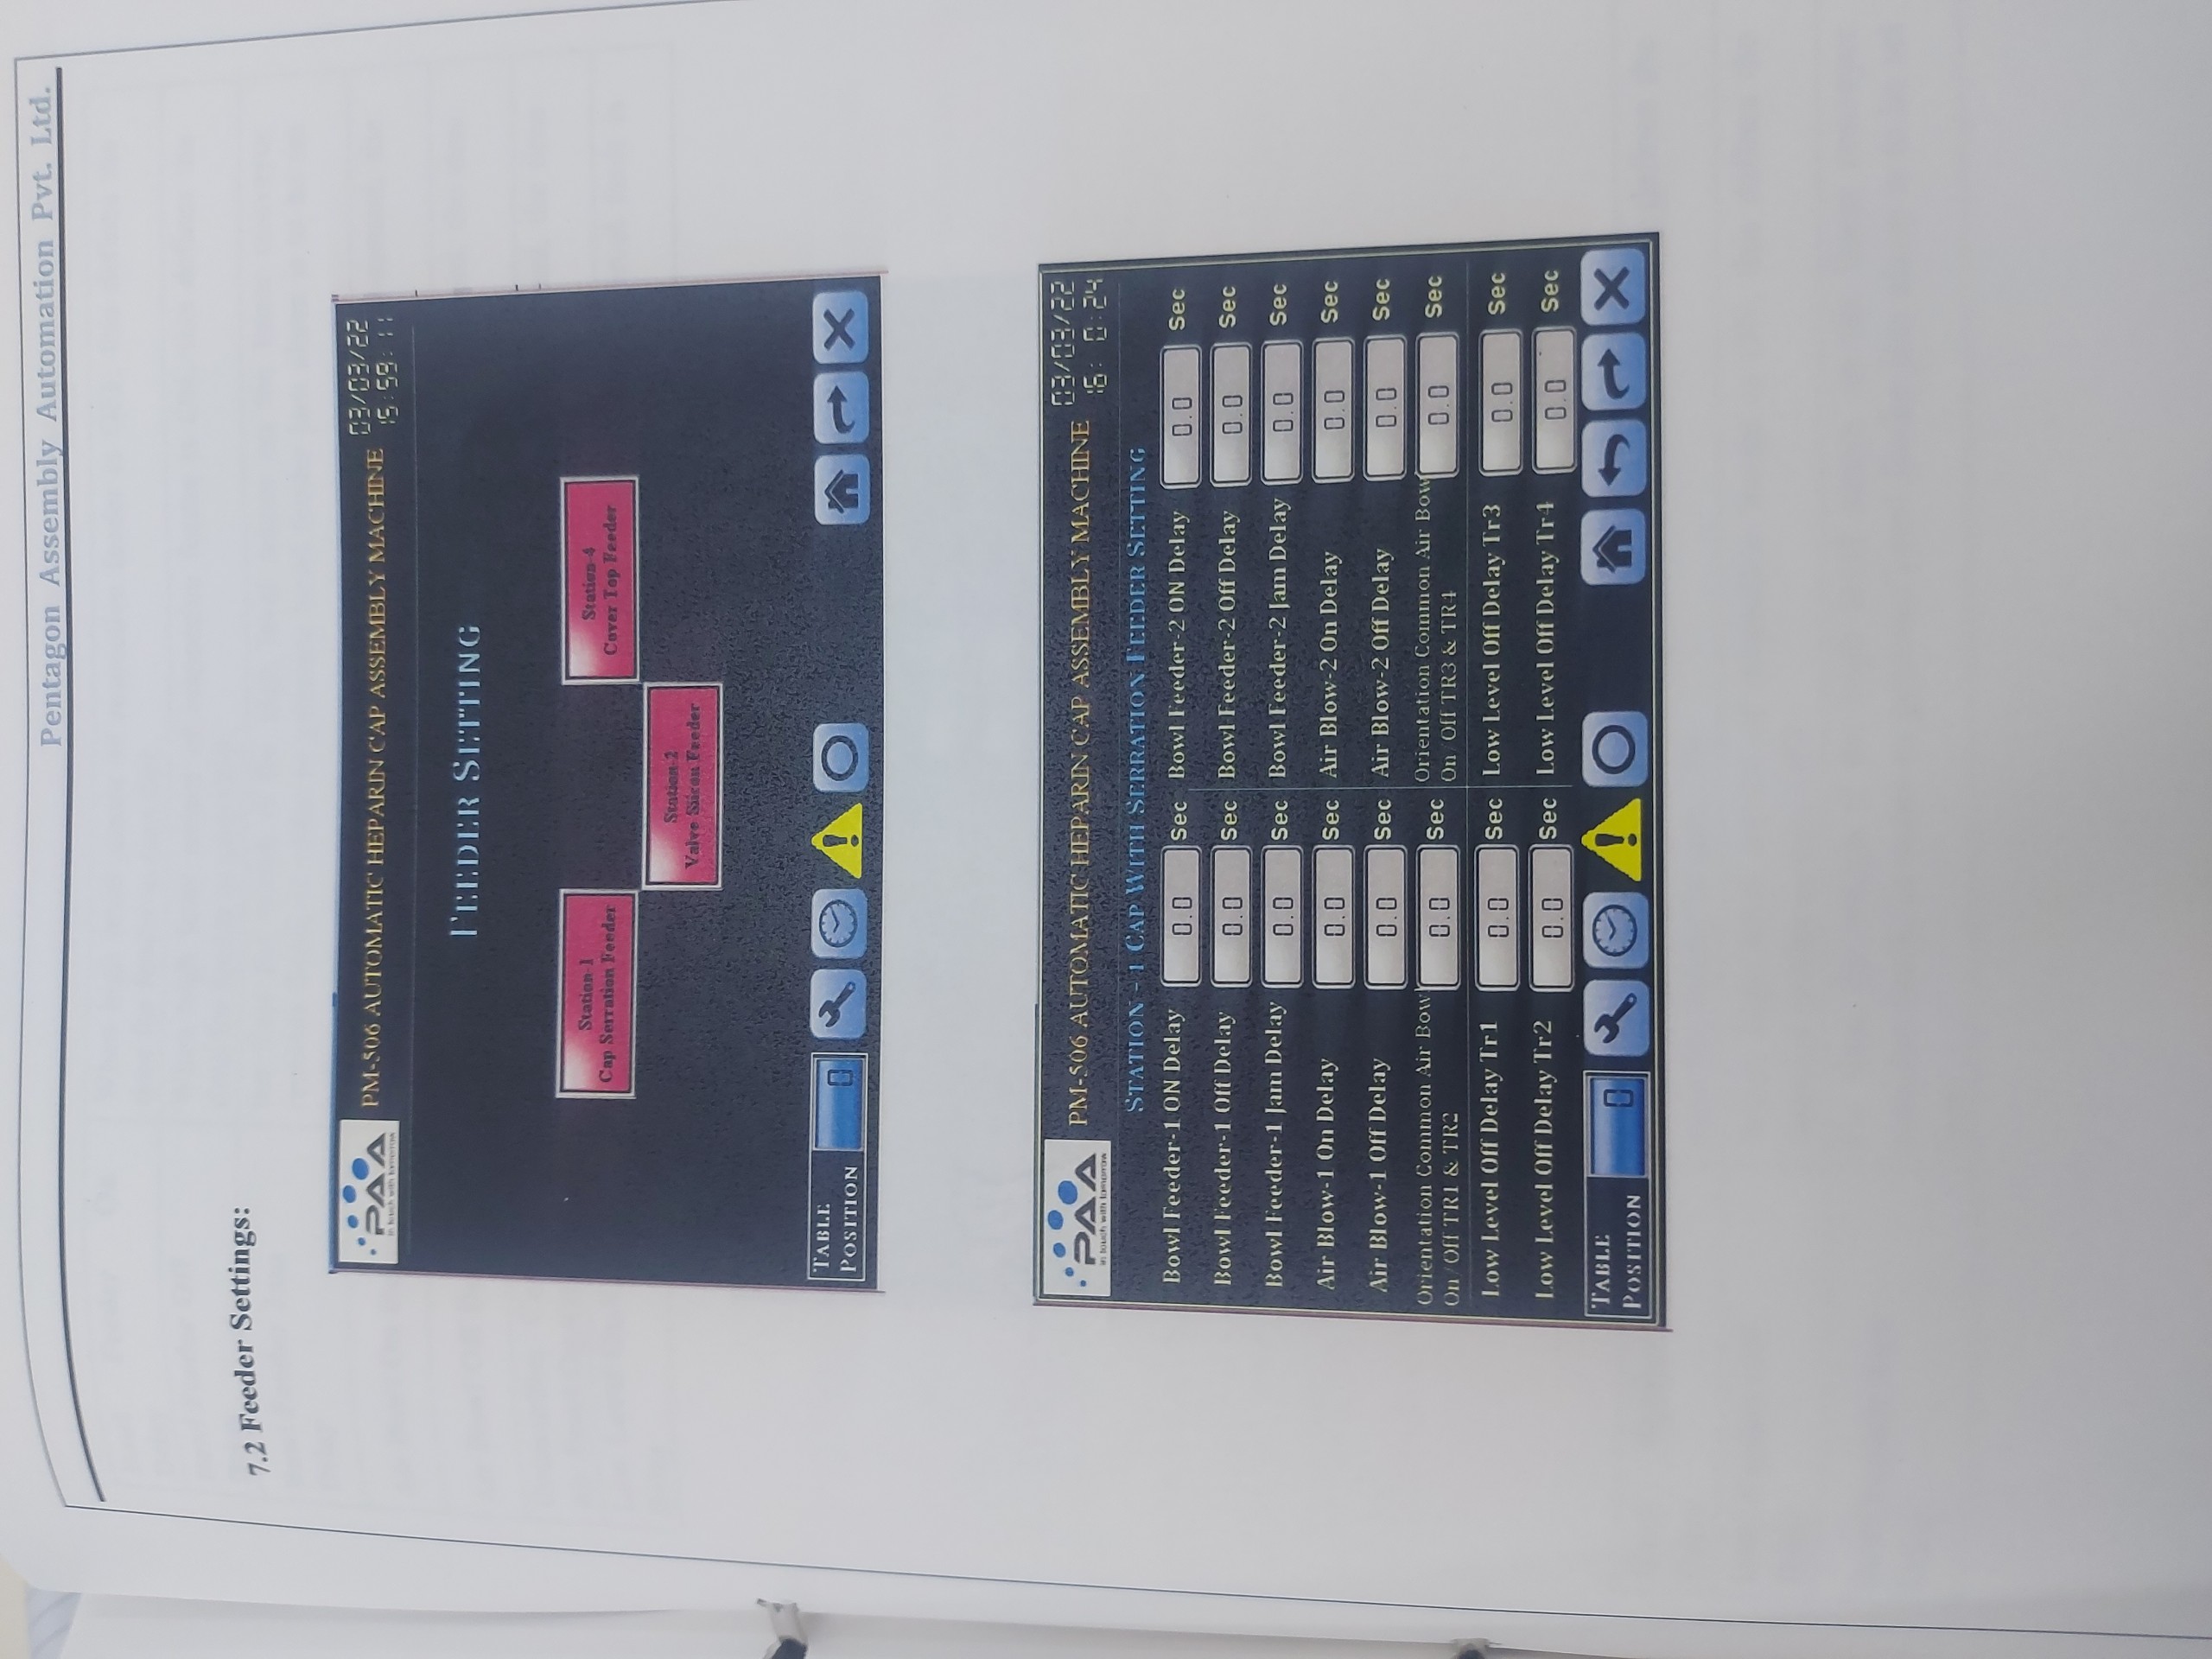 Pentagon Assembly Automation Pvt. Ltd.
7.2 Feeder Settings:
PAA
in touch with tomorrow
PM-506 AUTOMATIC HEPARIN CAP ASSEMBLY MACHINE
03/03/22
15:59:11
FEEDER SETTING
Station-1
Cap Serration Feeder
Station-4
Cover Top Feeder
Station-2
Valve Slicon Feeder
TABLE
POSITION
0
PAA
in touch with tomorrow
PM-506 AUTOMATIC HEPARIN CAP ASSEMBLY MACHINE
03/03/22
16: 0:24
STATION - 1 CAP WITH SERRATION FEEDER SETTING
Bowl Feeder-1 ON Delay 0.0 Sec Bowl Feeder-2 ON Delay 0.0 Sec
Bowl Feeder-1 Off Delay 0.0 Sec Bowl Feeder-2 Off Delay 0.0 Sec
Bowl Feeder-1 Jam Delay 0.0 Sec Bowl Feeder-2 Jam Delay 0.0 Sec
Air Blow-1 On Delay 0.0 Sec Air Blow-2 On Delay 0.0 Sec
Air Blow-1 Off Delay 0.0 Sec Air Blow-2 Off Delay 0.0 Sec
Orientation Common Air Bowl 0.0 Sec Orientation Common Air Bow 0.0 Sec
On / Off TR1 & TR2 On / Off TR3 & TR4
Low Level Off Delay Tr1 0.0 Sec Low Level Off Delay Tr3 0.0 Sec
Low Level Off Delay Tr2 0.0 Sec Low Level Off Delay Tr4 0.0 Sec
TABLE
POSITION
0